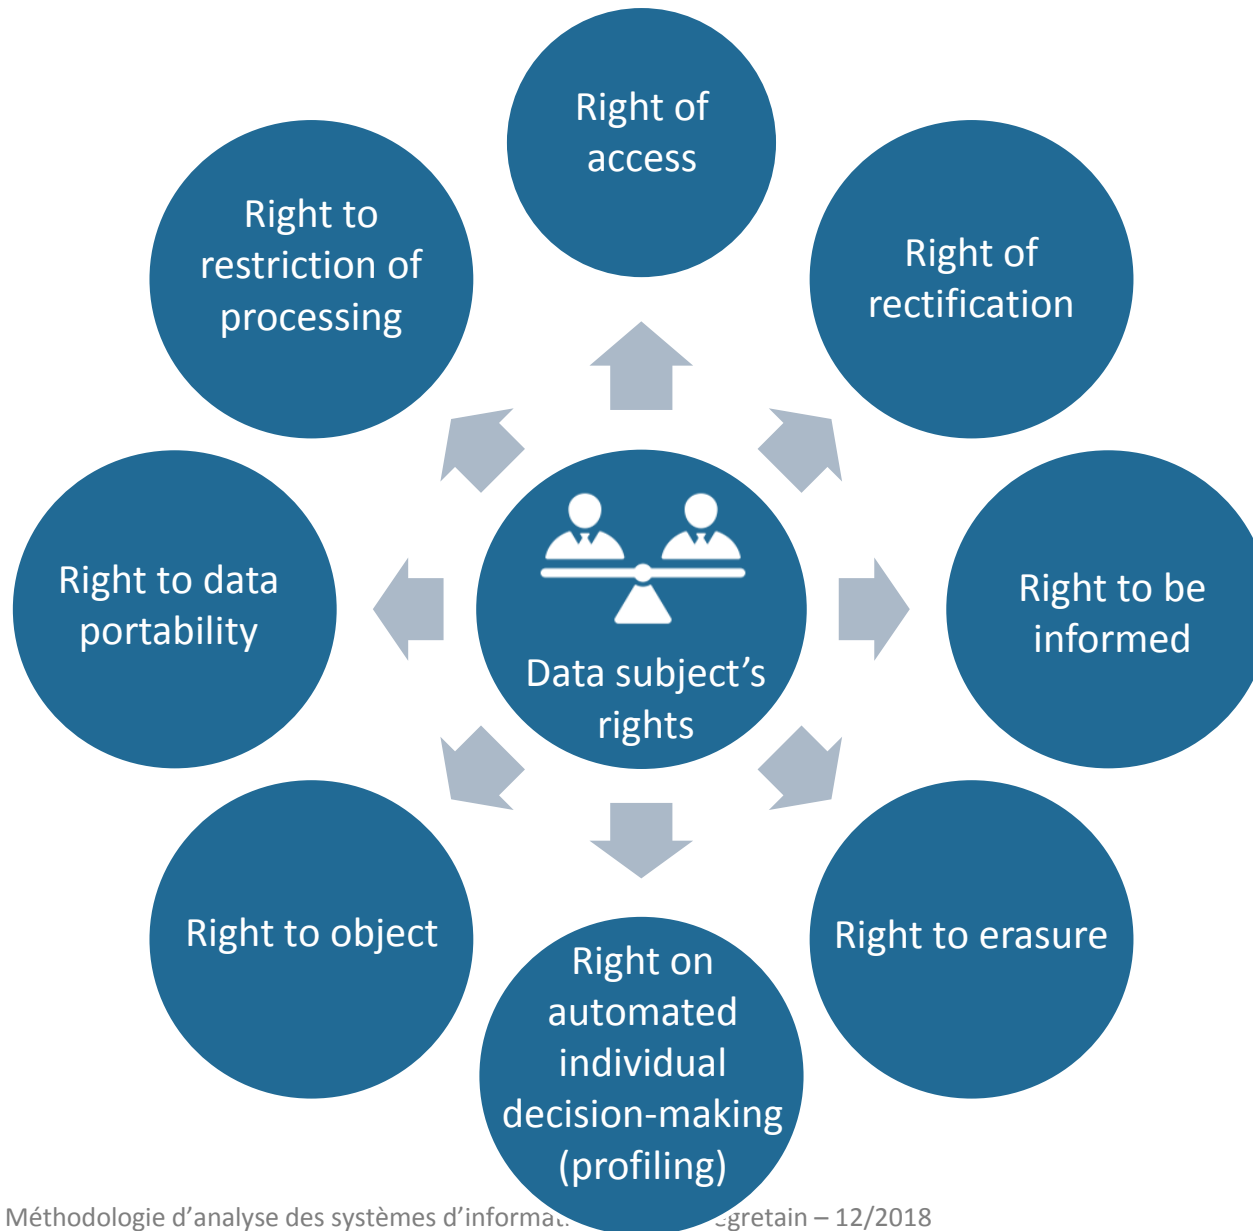 Right of
access
Right of
rectification
Right to be
informed
Right to erasure
Right on
automated
individual
decision-making
(profiling)
Right to object
Right to data
portability
Right to
restriction of
processing
Data subject’s
rights
Méthodologie d’analyse des systèmes – 12/2018